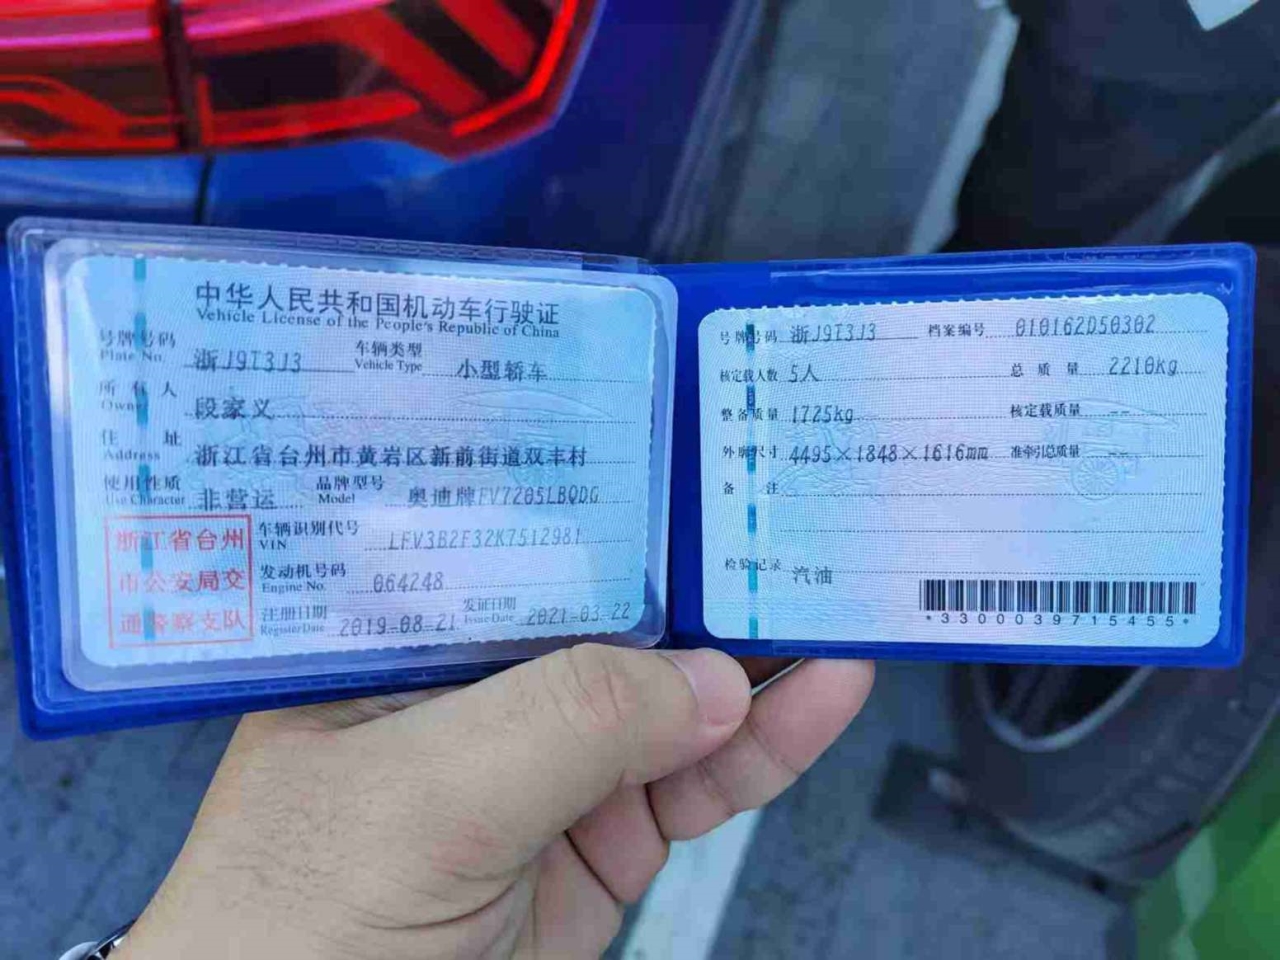 中华人民共和国机动车行驶证
Vehicle License of the People's Republic of China
号牌号码 浙J9T3J3 车辆类型 小型轿车
Plate No. Vehicle Type
所有人 段家义
Owner
住址 浙江省台州市黄岩区新前街道双丰村
Address
使用性质 非营运 品牌型号 奥迪牌FV7205LBQDG
Use Character Model
浙江省台州
市公安局交
通警察支队
车辆识别代号 LFV3B2F32K7512981
VIN
发动机号码 064248
Engine No.
注册日期 2019-08-21 发证日期 2021-03-22
Register Date Issue Date
号牌号码 浙J9T3J3 档案编号 010162D50302
核定载人数 5人 总质量 2210kg
整备质量 1725kg 核定载质量 --
外廓尺寸 4495×1848×1616mm 准牵引总质量 --
备注
检验记录 汽油
*3300039715455*